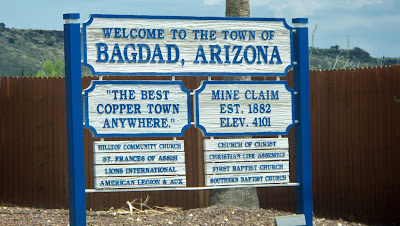 WELCOME TO THE TOWN OF
BAGDAD, ARIZONA
"THE BEST
COPPER TOWN
ANYWHERE."
MINE CLAIM
EST. 1882
ELEV. 4101
HILLTOP COMMUNITY CHURCH
ST. FRANCES OF ASSISI
LIONS INTERNATIONAL
AMERICAN LEGION & AUX
CHURCH OF CHRIST
CHRISTIAN LIFE ASSEMBLY
FIRST BAPTIST CHURCH
SOUTHERN BAPTIST CHURCH